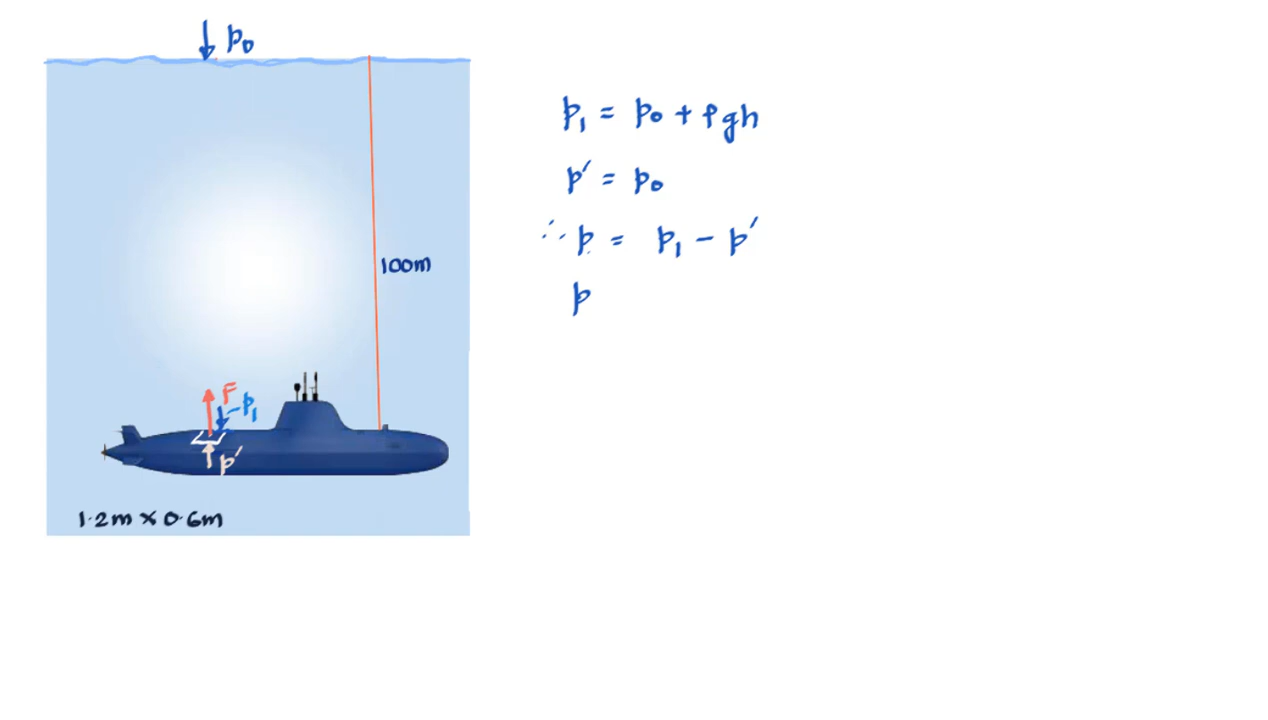 p₀
p₁ = p₀ + ρgh
p′ = p₀
∴ p = p₁ − p′
p
100m
F
p₁
p′
1.2m × 0.6m